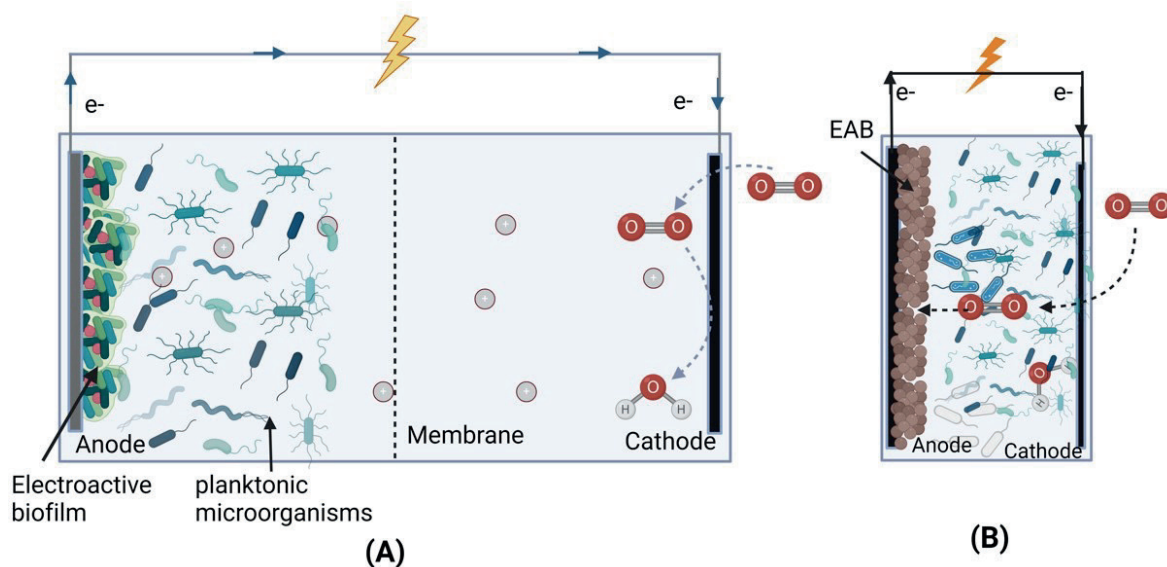 e-
e-
O O
O O
O
H H
Anode
Membrane
Cathode
Electroactive
biofilm
planktonic
microorganisms
(A)
e-
e-
EAB
O O
O O
O
H
H
Anode
Cathode
(B)
+
+
+
+
+
+
+
+
+